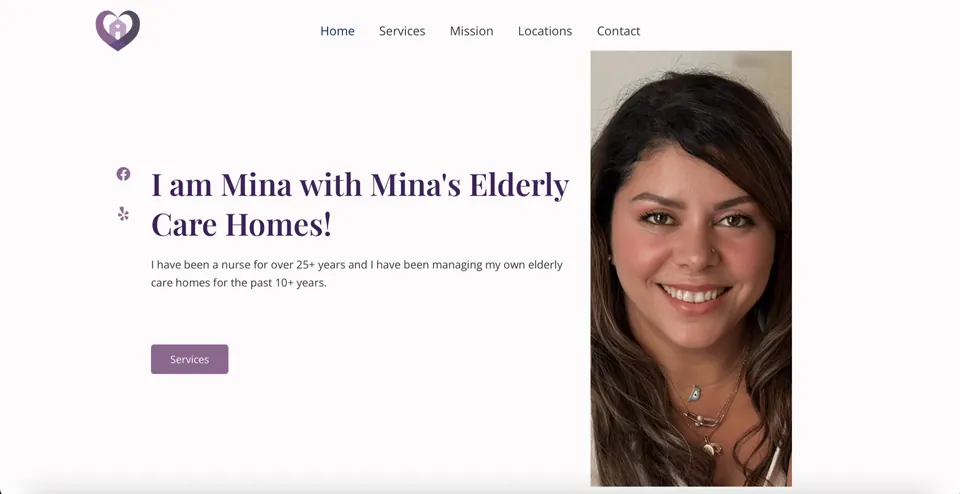 Home Services Mission Locations Contact
I am Mina with Mina's Elderly
Care Homes!
I have been a nurse for over 25+ years and I have been managing my own elderly
care homes for the past 10+ years.
Services